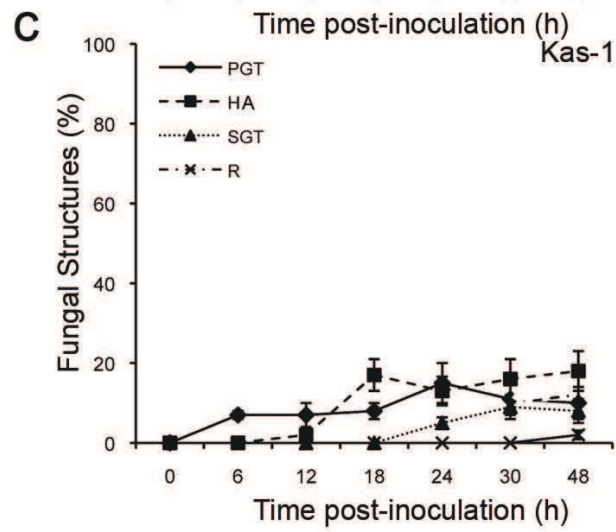 Time post-inoculation (h)
C
Kas-1
100
80
60
40
20
0
Fungal Structures (%)
PGT
HA
SGT
R
0 6 12 18 24 30 48
Time post-inoculation (h)